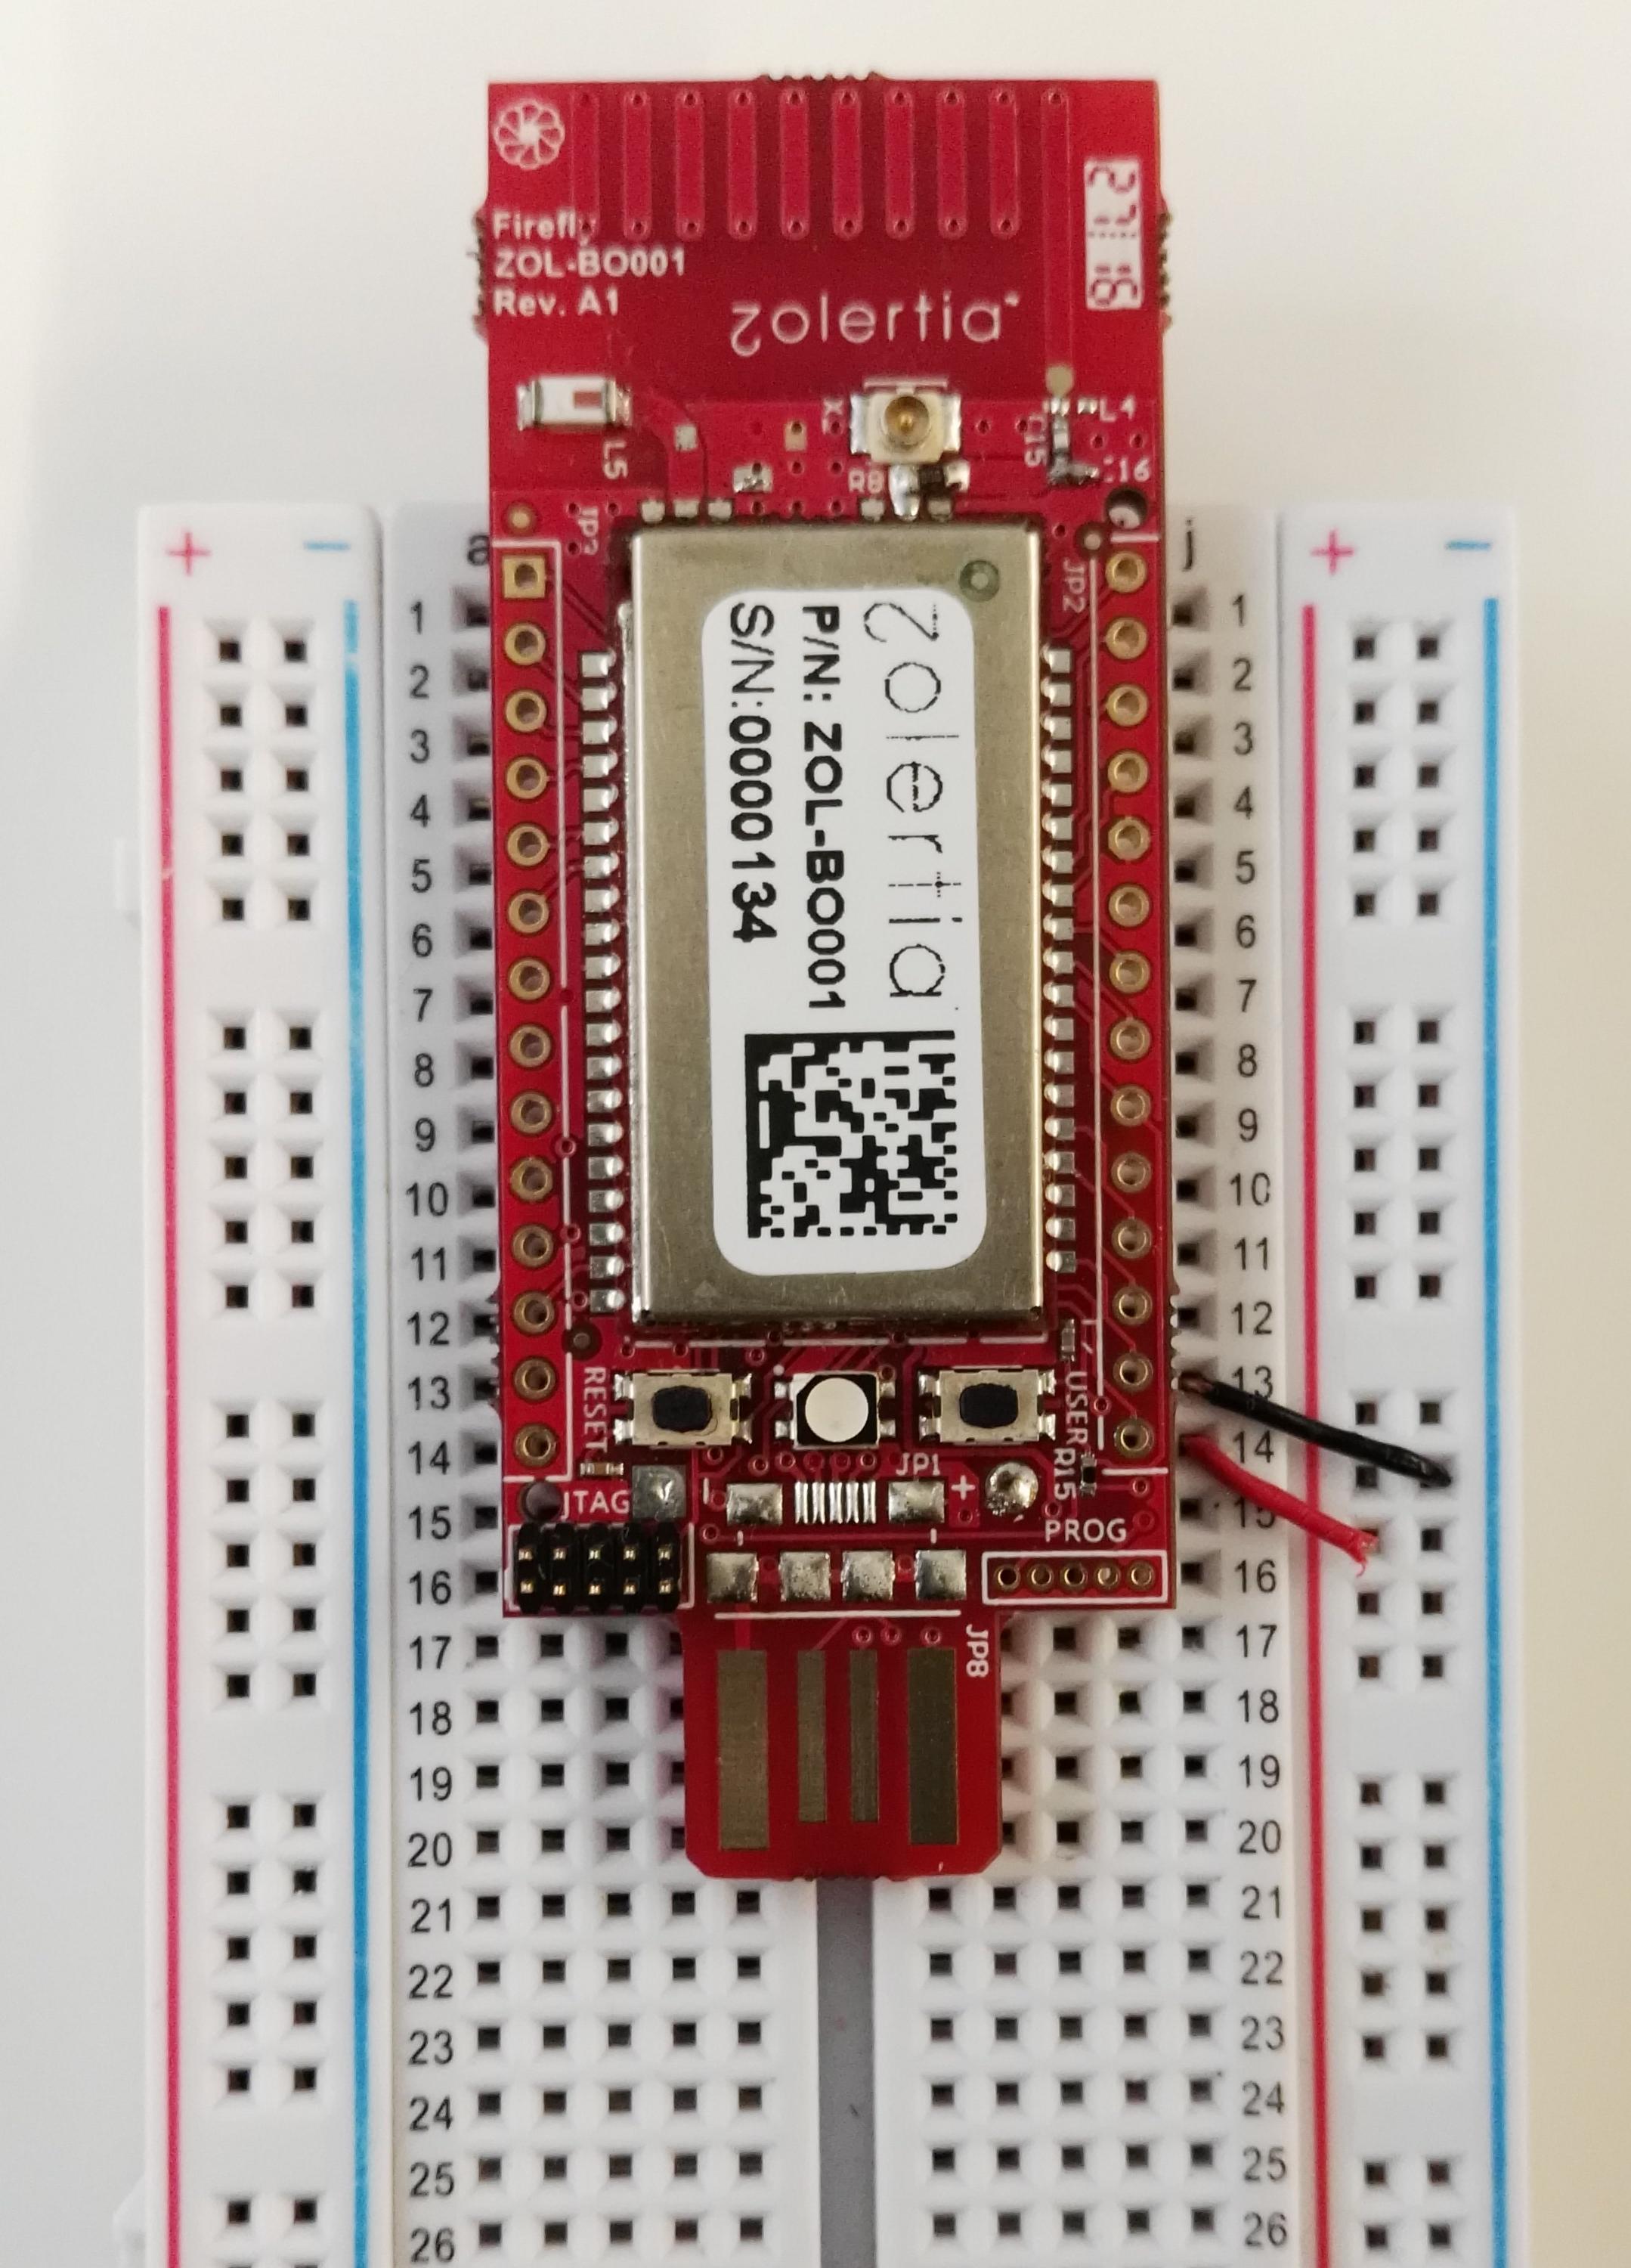 Firefly
ZOL-BO001
Rev. A1
zolertia
27 16
L5
X
R8
L4
C15
C16
JP3
JP2
+ − a j + −
zolertia
P/N: ZOL-BO001
S/N:0000134
1 1
2 2
3 3
4 4
5 5
6 6
7 7
8 8
9 9
10 10
11 11
12 12
13 13
14 14
15 15
16 16
RESET
USER
R15
JP1
+
JTAG
PROG
JP8
17 17
18 18
19 19
20 20
21 21
22 22
23 23
24 24
25 25
26 26